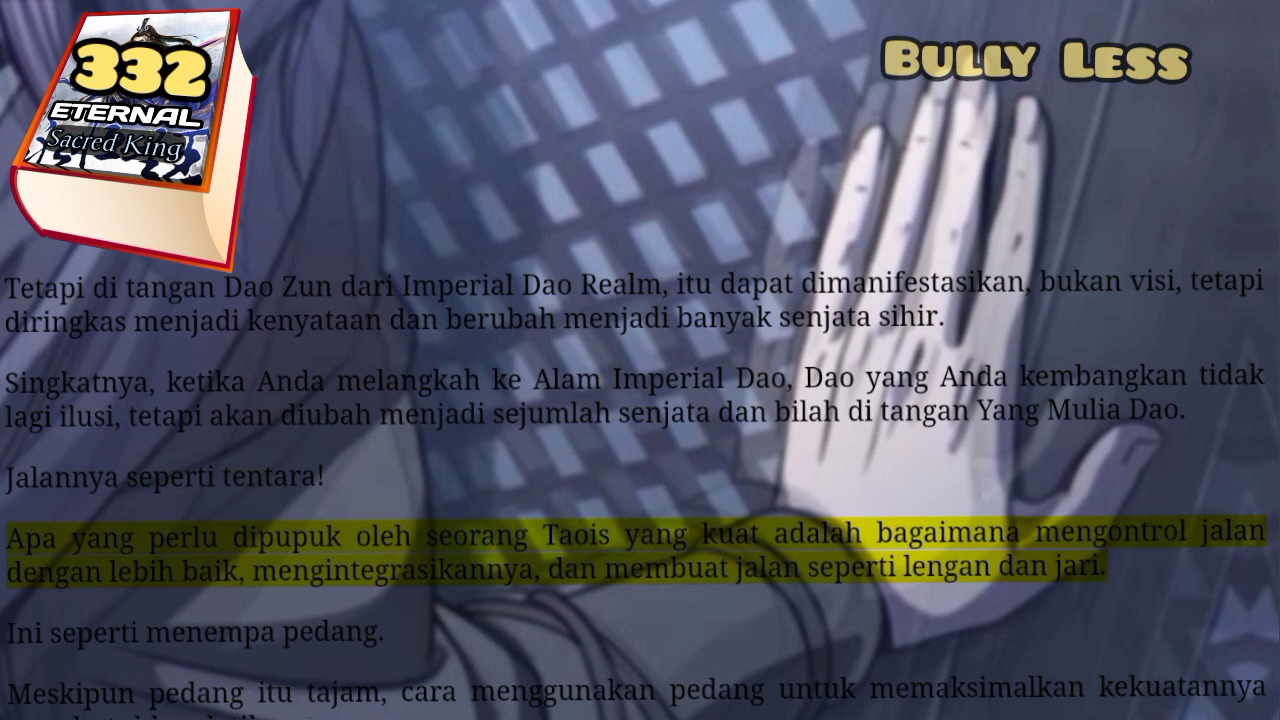 332
ETERNAL
Sacred King
BULLY LESS
Tetapi di tangan Dao Zun dari Imperial Dao Realm, itu dapat dimanifestasikan, bukan visi, tetapi
diringkas menjadi kenyataan dan berubah menjadi banyak senjata sihir.
Singkatnya, ketika Anda melangkah ke Alam Imperial Dao, Dao yang Anda kembangkan tidak
lagi ilusi, tetapi akan diubah menjadi sejumlah senjata dan bilah di tangan Yang Mulia Dao.
Jalannya seperti tentara!
Apa yang perlu dipupuk oleh seorang Taois yang kuat adalah bagaimana mengontrol jalan
dengan lebih baik, mengintegrasikannya, dan membuat jalan seperti lengan dan jari.
Ini seperti menempa pedang.
Meskipun pedang itu tajam, cara menggunakan pedang untuk memaksimalkan kekuatannya